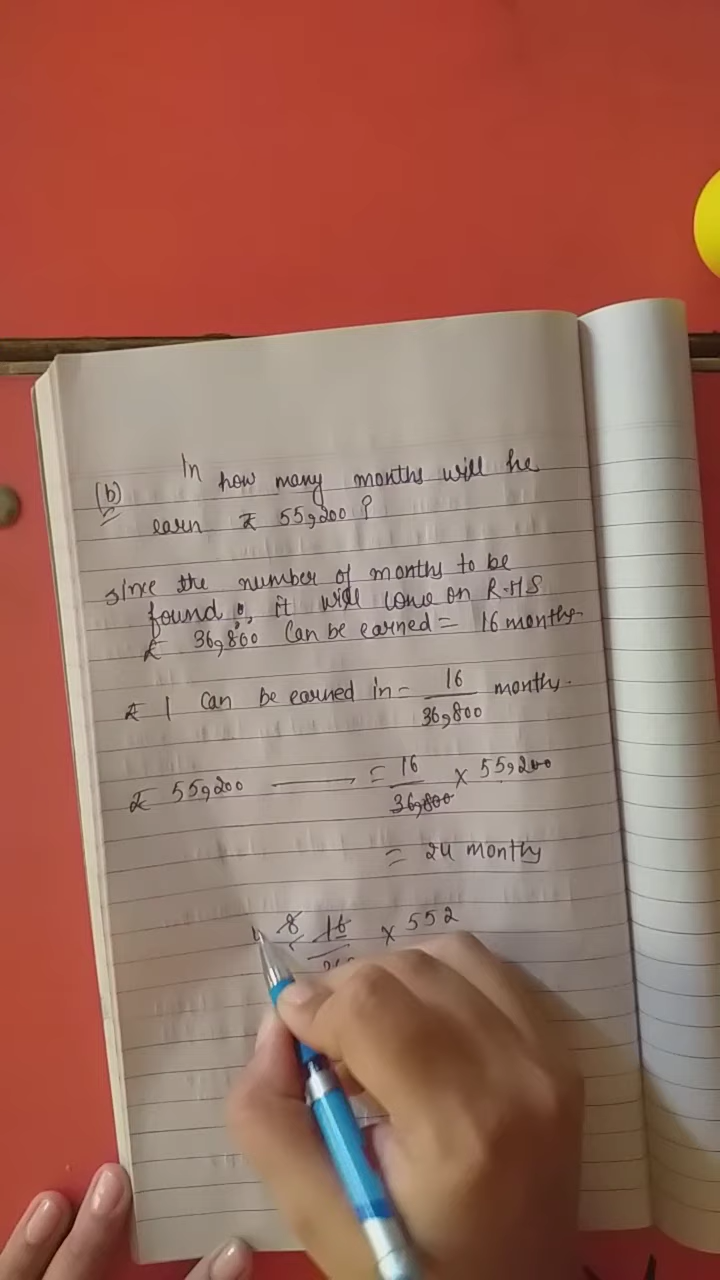 (b) In how many months will he
earn ₹ 55,200 ?
since the number of months to be
found, it will come on R.H.S
₹ 36,800 can be earned = 16 months.
₹ 1 can be earned in = 16/36,800 months.
₹ 55,200 —— = 16/36,800 × 55,200
= 24 months
8 16 × 552